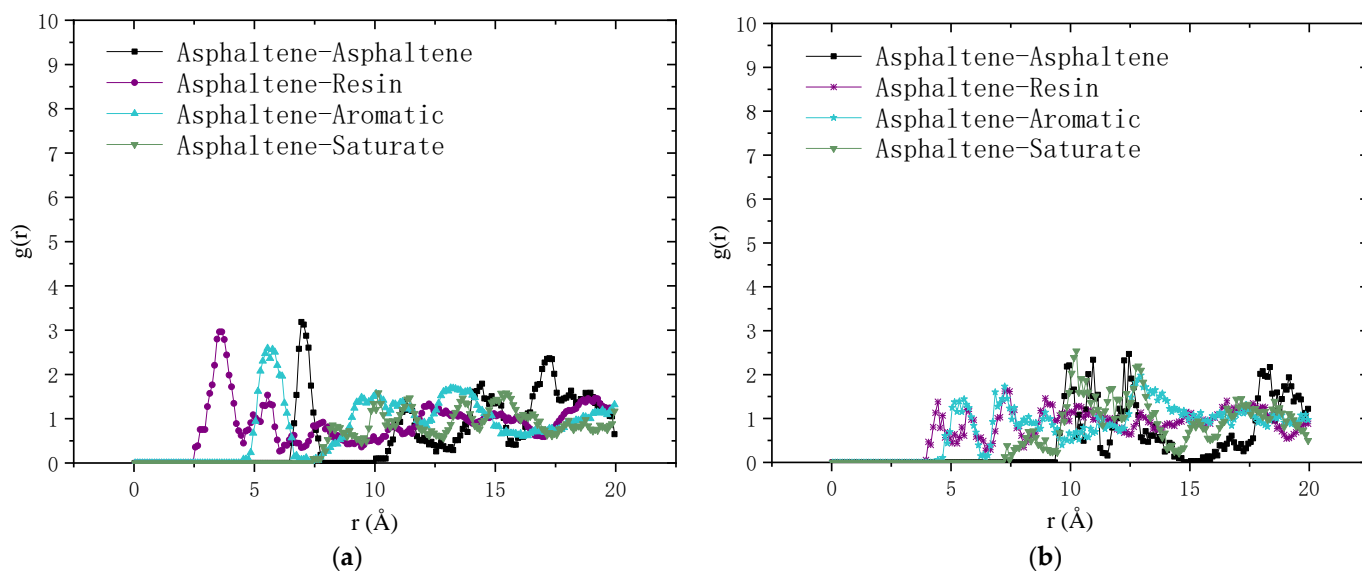 10
9
8
7
6
5
4
3
2
1
0
g(r)
Asphaltene-Asphaltene
Asphaltene-Resin
Asphaltene-Aromatic
Asphaltene-Saturate
0 5 10 15 20
r (Å)
(a)
10
9
8
7
6
5
4
3
2
1
0
g(r)
Asphaltene-Asphaltene
Asphaltene-Resin
Asphaltene-Aromatic
Asphaltene-Saturate
0 5 10 15 20
r (Å)
(b)